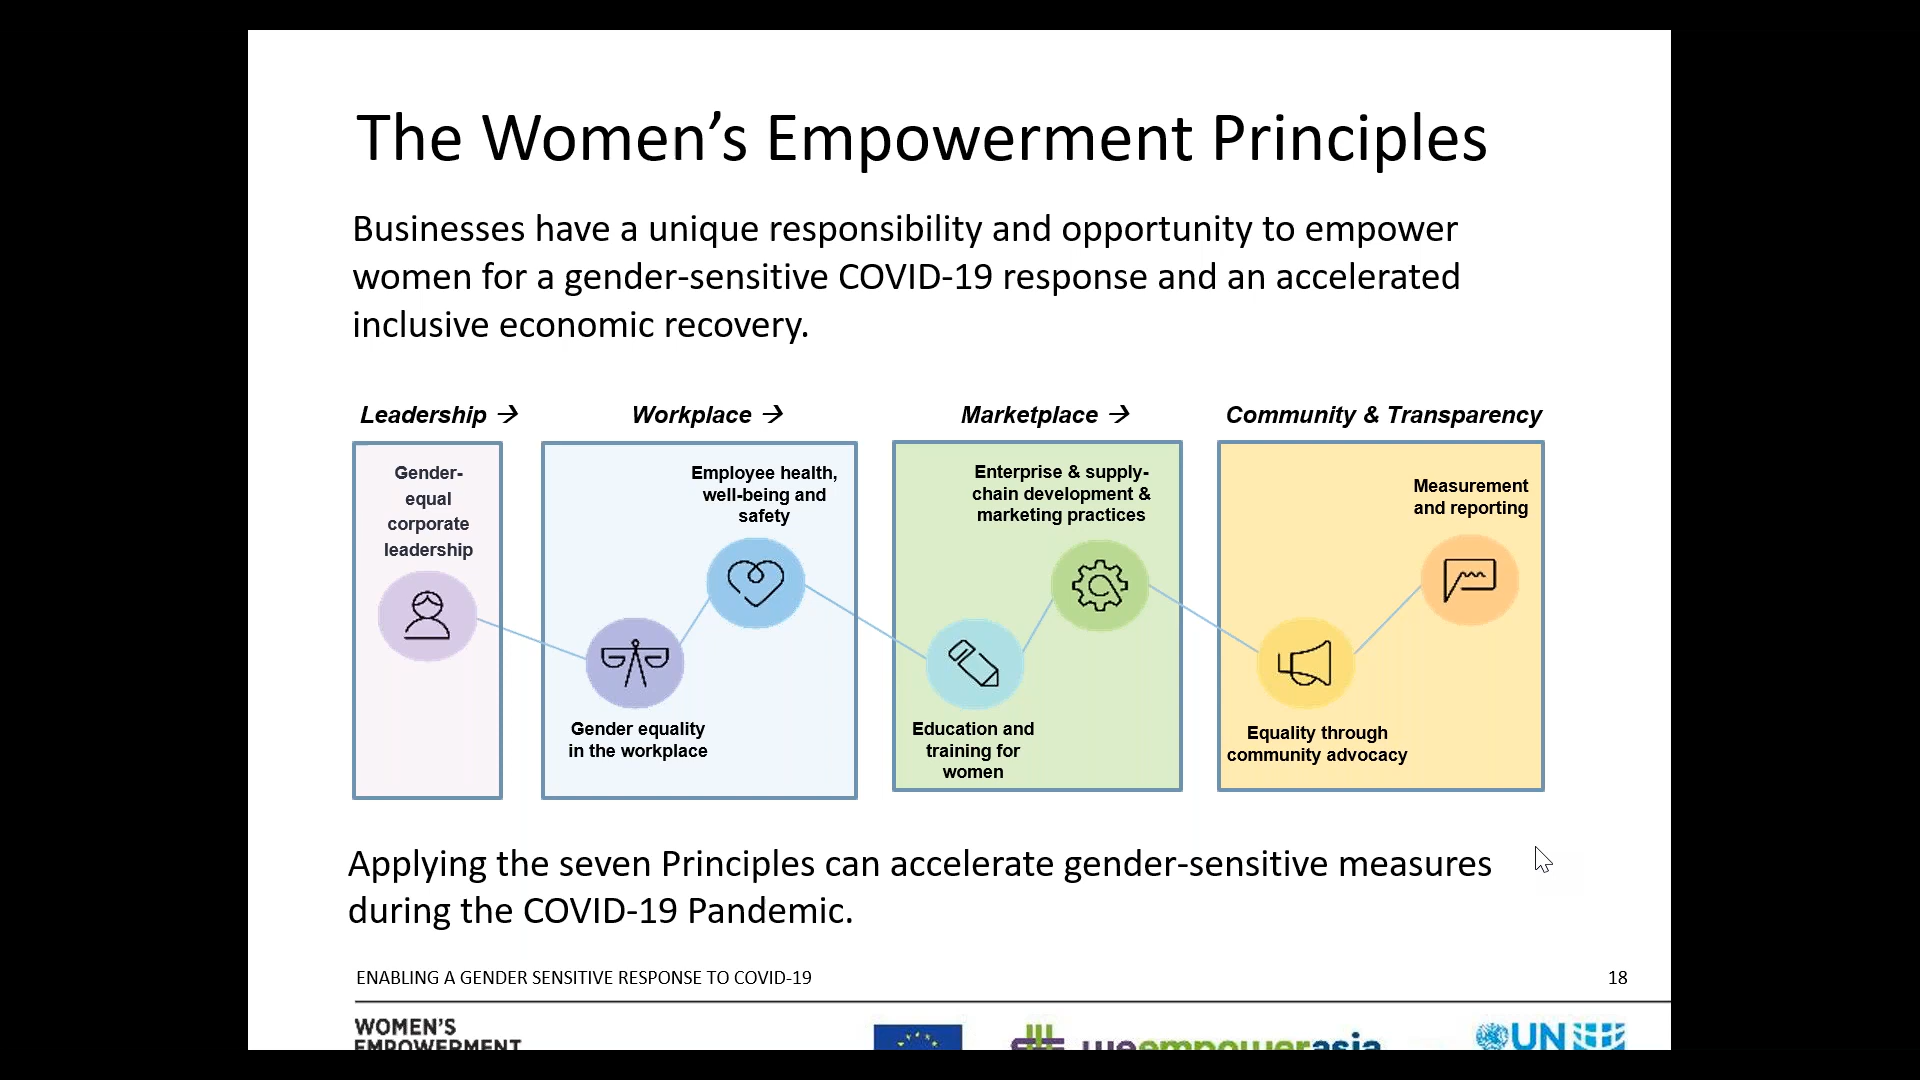 The Women’s Empowerment Principles
Businesses have a unique responsibility and opportunity to empower
women for a gender-sensitive COVID-19 response and an accelerated
inclusive economic recovery.
Leadership →
Workplace →
Marketplace →
Community & Transparency
Gender-
equal
corporate
leadership
Employee health,
well-being and
safety
Gender equality
in the workplace
Enterprise & supply-
chain development &
marketing practices
Education and
training for
women
Measurement
and reporting
Equality through
community advocacy
Applying the seven Principles can accelerate gender-sensitive measures
during the COVID-19 Pandemic.
ENABLING A GENDER SENSITIVE RESPONSE TO COVID-19
18
WOMEN’S
EMPOWERMENT
weempowerasia
UN